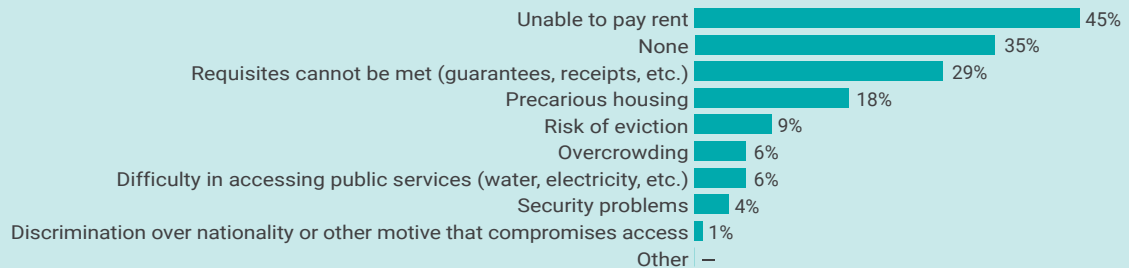 Unable to pay rent 45%
None 35%
Requisites cannot be met (guarantees, receipts, etc.) 29%
Precarious housing 18%
Risk of eviction 9%
Overcrowding 6%
Difficulty in accessing public services (water, electricity, etc.) 6%
Security problems 4%
Discrimination over nationality or other motive that compromises access 1%
Other —